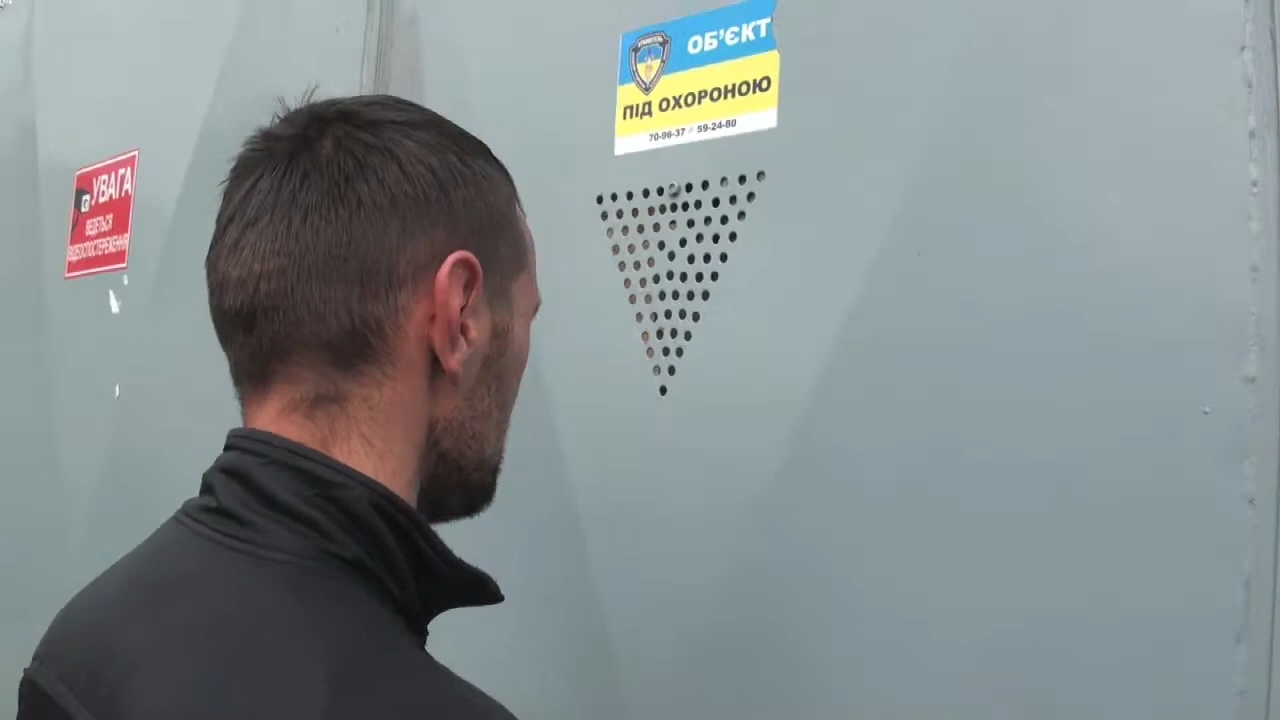 ОБ'ЄКТ
ПІД ОХОРОНОЮ
70-96-37 / 59-24-80
УВАГА
ВЕДЕТЬСЯ
ВІДЕОСПОСТЕРЕЖЕННЯ